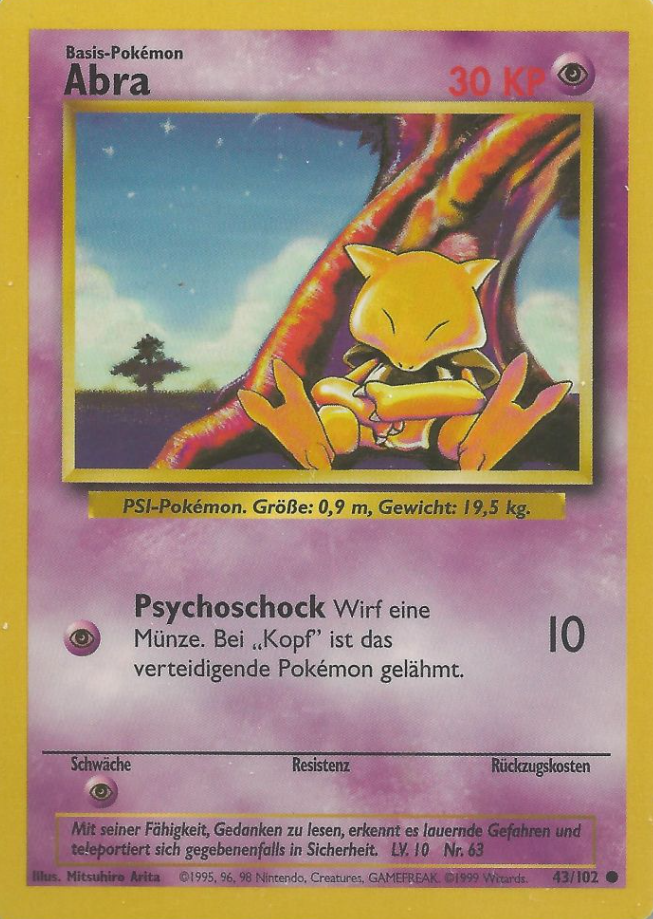 Basis-Pokémon
Abra
30 KP
PSI-Pokémon. Größe: 0,9 m, Gewicht: 19,5 kg.
Psychoschock Wirf eine
Münze. Bei „Kopf” ist das
verteidigende Pokémon gelähmt.
10
Schwäche Resistenz Rückzugskosten
Mit seiner Fähigkeit, Gedanken zu lesen, erkennt es lauernde Gefahren und
teleportiert sich gegebenenfalls in Sicherheit. LV. 10 Nr. 63
Illus. Mitsuhiro Arita ©1995, 96, 98 Nintendo, Creatures, GAMEFREAK. ©1999 Wizards. 43/102